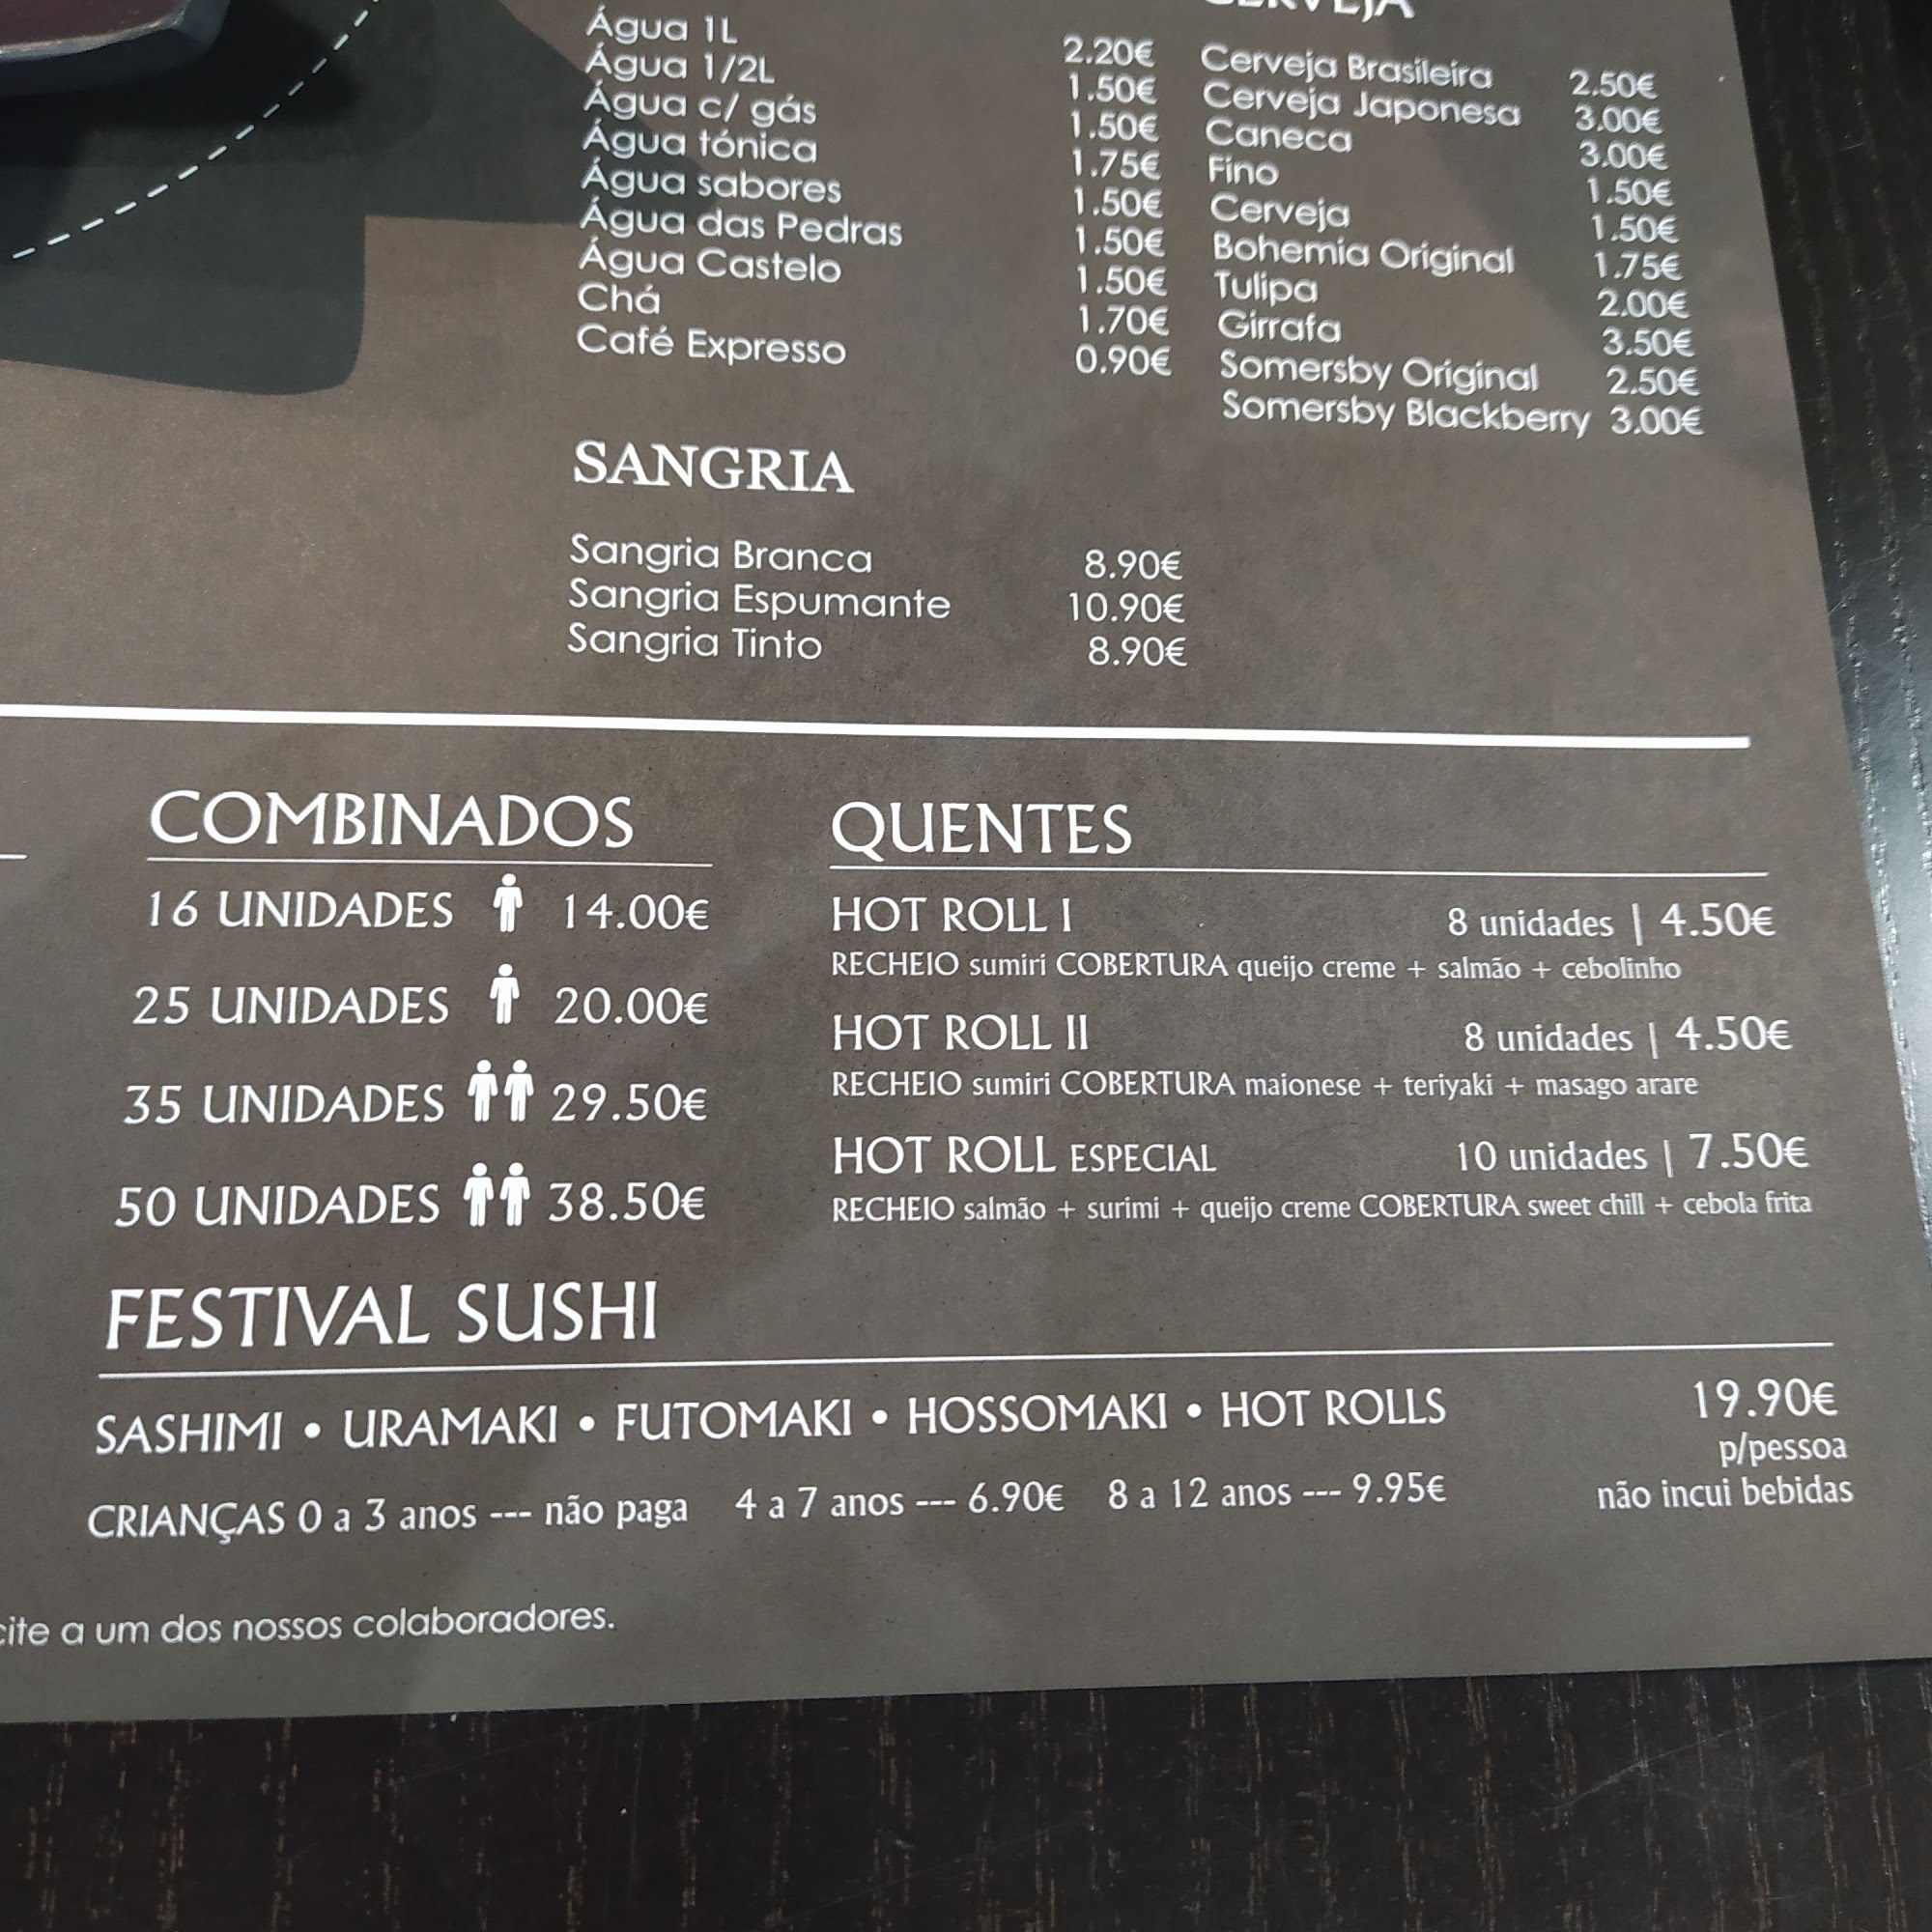 Água 1L 2.20€
Água 1/2L 1.50€
Água c/ gás 1.50€
Água tónica 1.75€
Água sabores 1.50€
Água das Pedras 1.50€
Água Castelo 1.50€
Chá 1.70€
Café Expresso 0.90€
CERVEJA
Cerveja Brasileira 2.50€
Cerveja Japonesa 3.00€
Caneca 3.00€
Fino 1.50€
Cerveja 1.50€
Bohemia Original 1.75€
Tulipa 2.00€
Girrafa 3.50€
Somersby Original 2.50€
Somersby Blackberry 3.00€
SANGRIA
Sangria Branca 8.90€
Sangria Espumante 10.90€
Sangria Tinto 8.90€
COMBINADOS
16 UNIDADES 14.00€
25 UNIDADES 20.00€
35 UNIDADES 29.50€
50 UNIDADES 38.50€
QUENTES
HOT ROLL I 8 unidades | 4.50€
RECHEIO sumiri COBERTURA queijo creme + salmão + cebolinho
HOT ROLL II 8 unidades | 4.50€
RECHEIO sumiri COBERTURA maionese + teriyaki + masago arare
HOT ROLL ESPECIAL 10 unidades | 7.50€
RECHEIO salmão + surimi + queijo creme COBERTURA sweet chill + cebola frita
FESTIVAL SUSHI
SASHIMI • URAMAKI • FUTOMAKI • HOSSOMAKI • HOT ROLLS 19.90€
p/pessoa
CRIANÇAS 0 a 3 anos --- não paga 4 a 7 anos --- 6.90€ 8 a 12 anos --- 9.95€ não incui bebidas
cite a um dos nossos colaboradores.